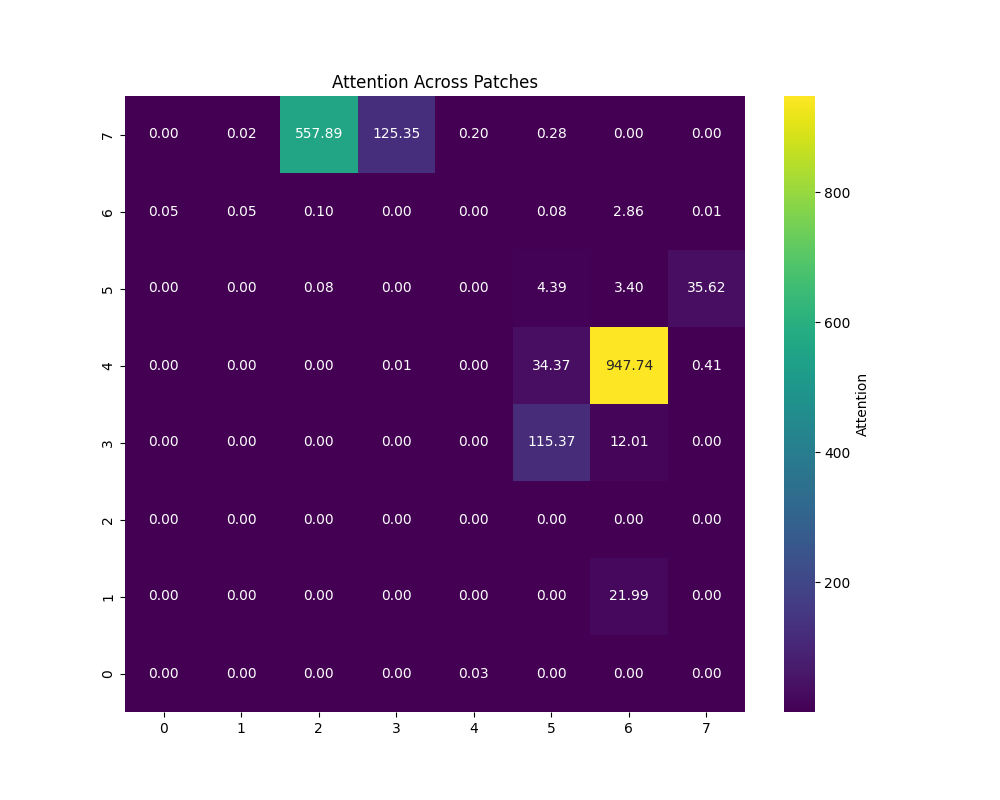 Attention Across Patches
7 0.00 0.02 557.89 125.35 0.20 0.28 0.00 0.00
6 0.05 0.05 0.10 0.00 0.00 0.08 2.86 0.01
5 0.00 0.00 0.08 0.00 0.00 4.39 3.40 35.62
4 0.00 0.00 0.00 0.01 0.00 34.37 947.74 0.41
3 0.00 0.00 0.00 0.00 0.00 115.37 12.01 0.00
2 0.00 0.00 0.00 0.00 0.00 0.00 0.00 0.00
1 0.00 0.00 0.00 0.00 0.00 0.00 21.99 0.00
0 0.00 0.00 0.00 0.00 0.03 0.00 0.00 0.00
0 1 2 3 4 5 6 7
800
600
400
200
Attention